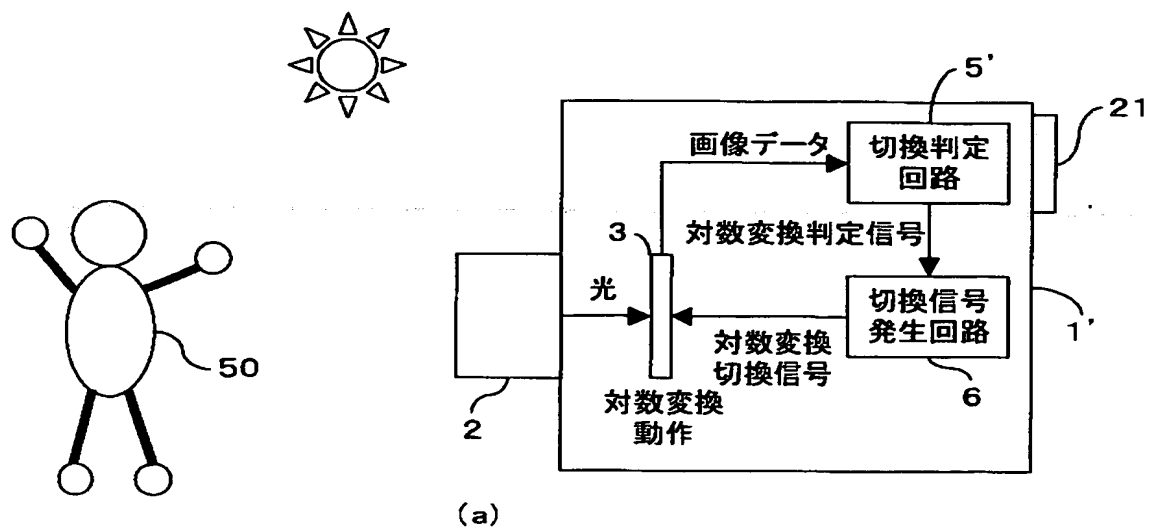 5'
21
画像データ
切換判定
回路
3
対数変換判定信号
光
切換信号
発生回路
1'
対数変換
切換信号
50
2
対数変換
動作
6
(a)